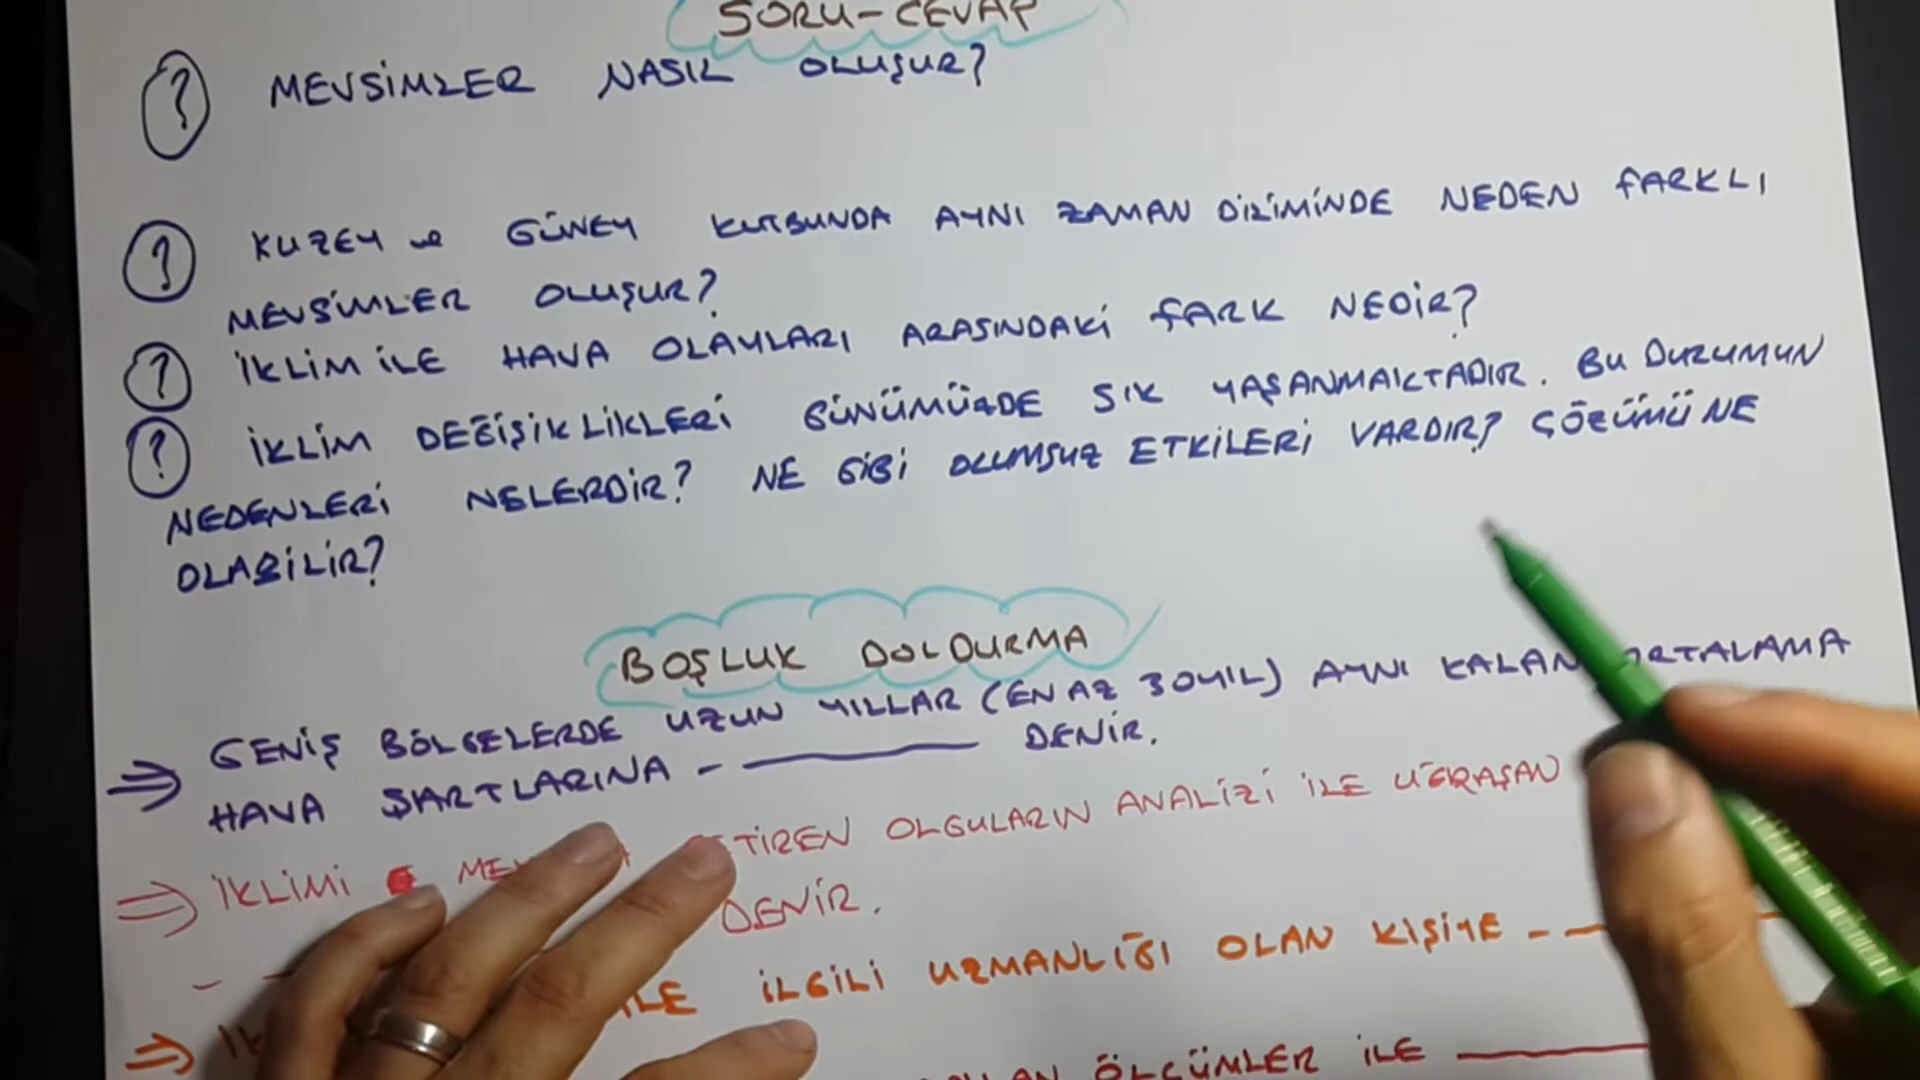 SORU-CEVAP
? MEVSİMLER NASIL OLUŞUR?
? KUZEY ve GÜNEY KUTBUNDA AYNI ZAMAN DİLİMİNDE NEDEN FARKLI
MEVSİMLER OLUŞUR?
? İKLİM İLE HAVA OLAYLARI ARASINDAKİ FARK NEDİR?
? İKLİM DEĞİŞİKLİKLERİ GÜNÜMÜZDE SIK YAŞANMAKTADIR. BU DURUMUN
NEDENLERİ NELERDİR? NE GİBİ OLUMSUZ ETKİLERİ VARDIR? ÇÖZÜMÜ NE
OLABİLİR?
BOŞLUK DOLDURMA
⇒ GENİŞ BÖLGELERDE UZUN YILLAR (EN AZ 30 YIL) AYNI KALAN ORTALAMA
HAVA ŞARTLARINA - ____ DENİR.
⇒ İKLİMİ TİREN OLGULARIN ANALİZİ İLE UĞRAŞAN
DENİR.
⇒ İLE İLGİLİ UZMANLIĞI OLAN KİŞİYE - —
ÖLÇÜMLER İLE ____